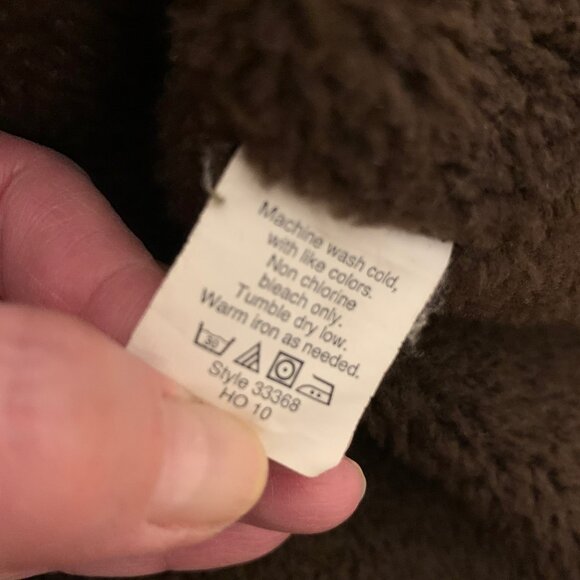 Machine wash cold,
with like colors.
Non chlorine
bleach only.
Tumble dry low.
Warm iron as needed.
30
Style 33368
HO 10